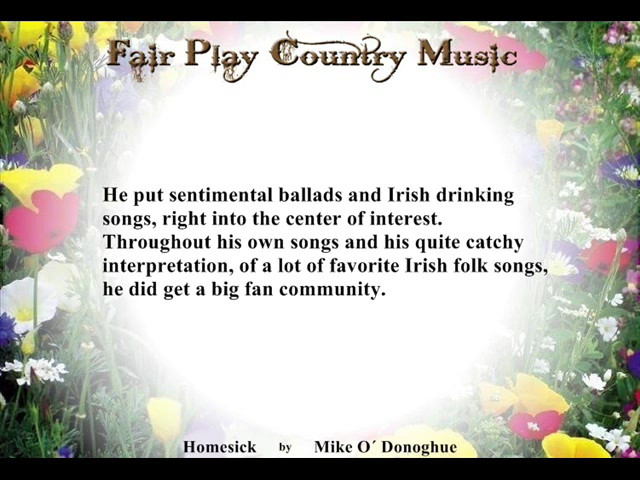 Fair Play Country Music
He put sentimental ballads and Irish drinking
songs, right into the center of interest.
Throughout his own songs and his quite catchy
interpretation, of a lot of favorite Irish folk songs,
he did get a big fan community.
Homesick by Mike O´ Donoghue